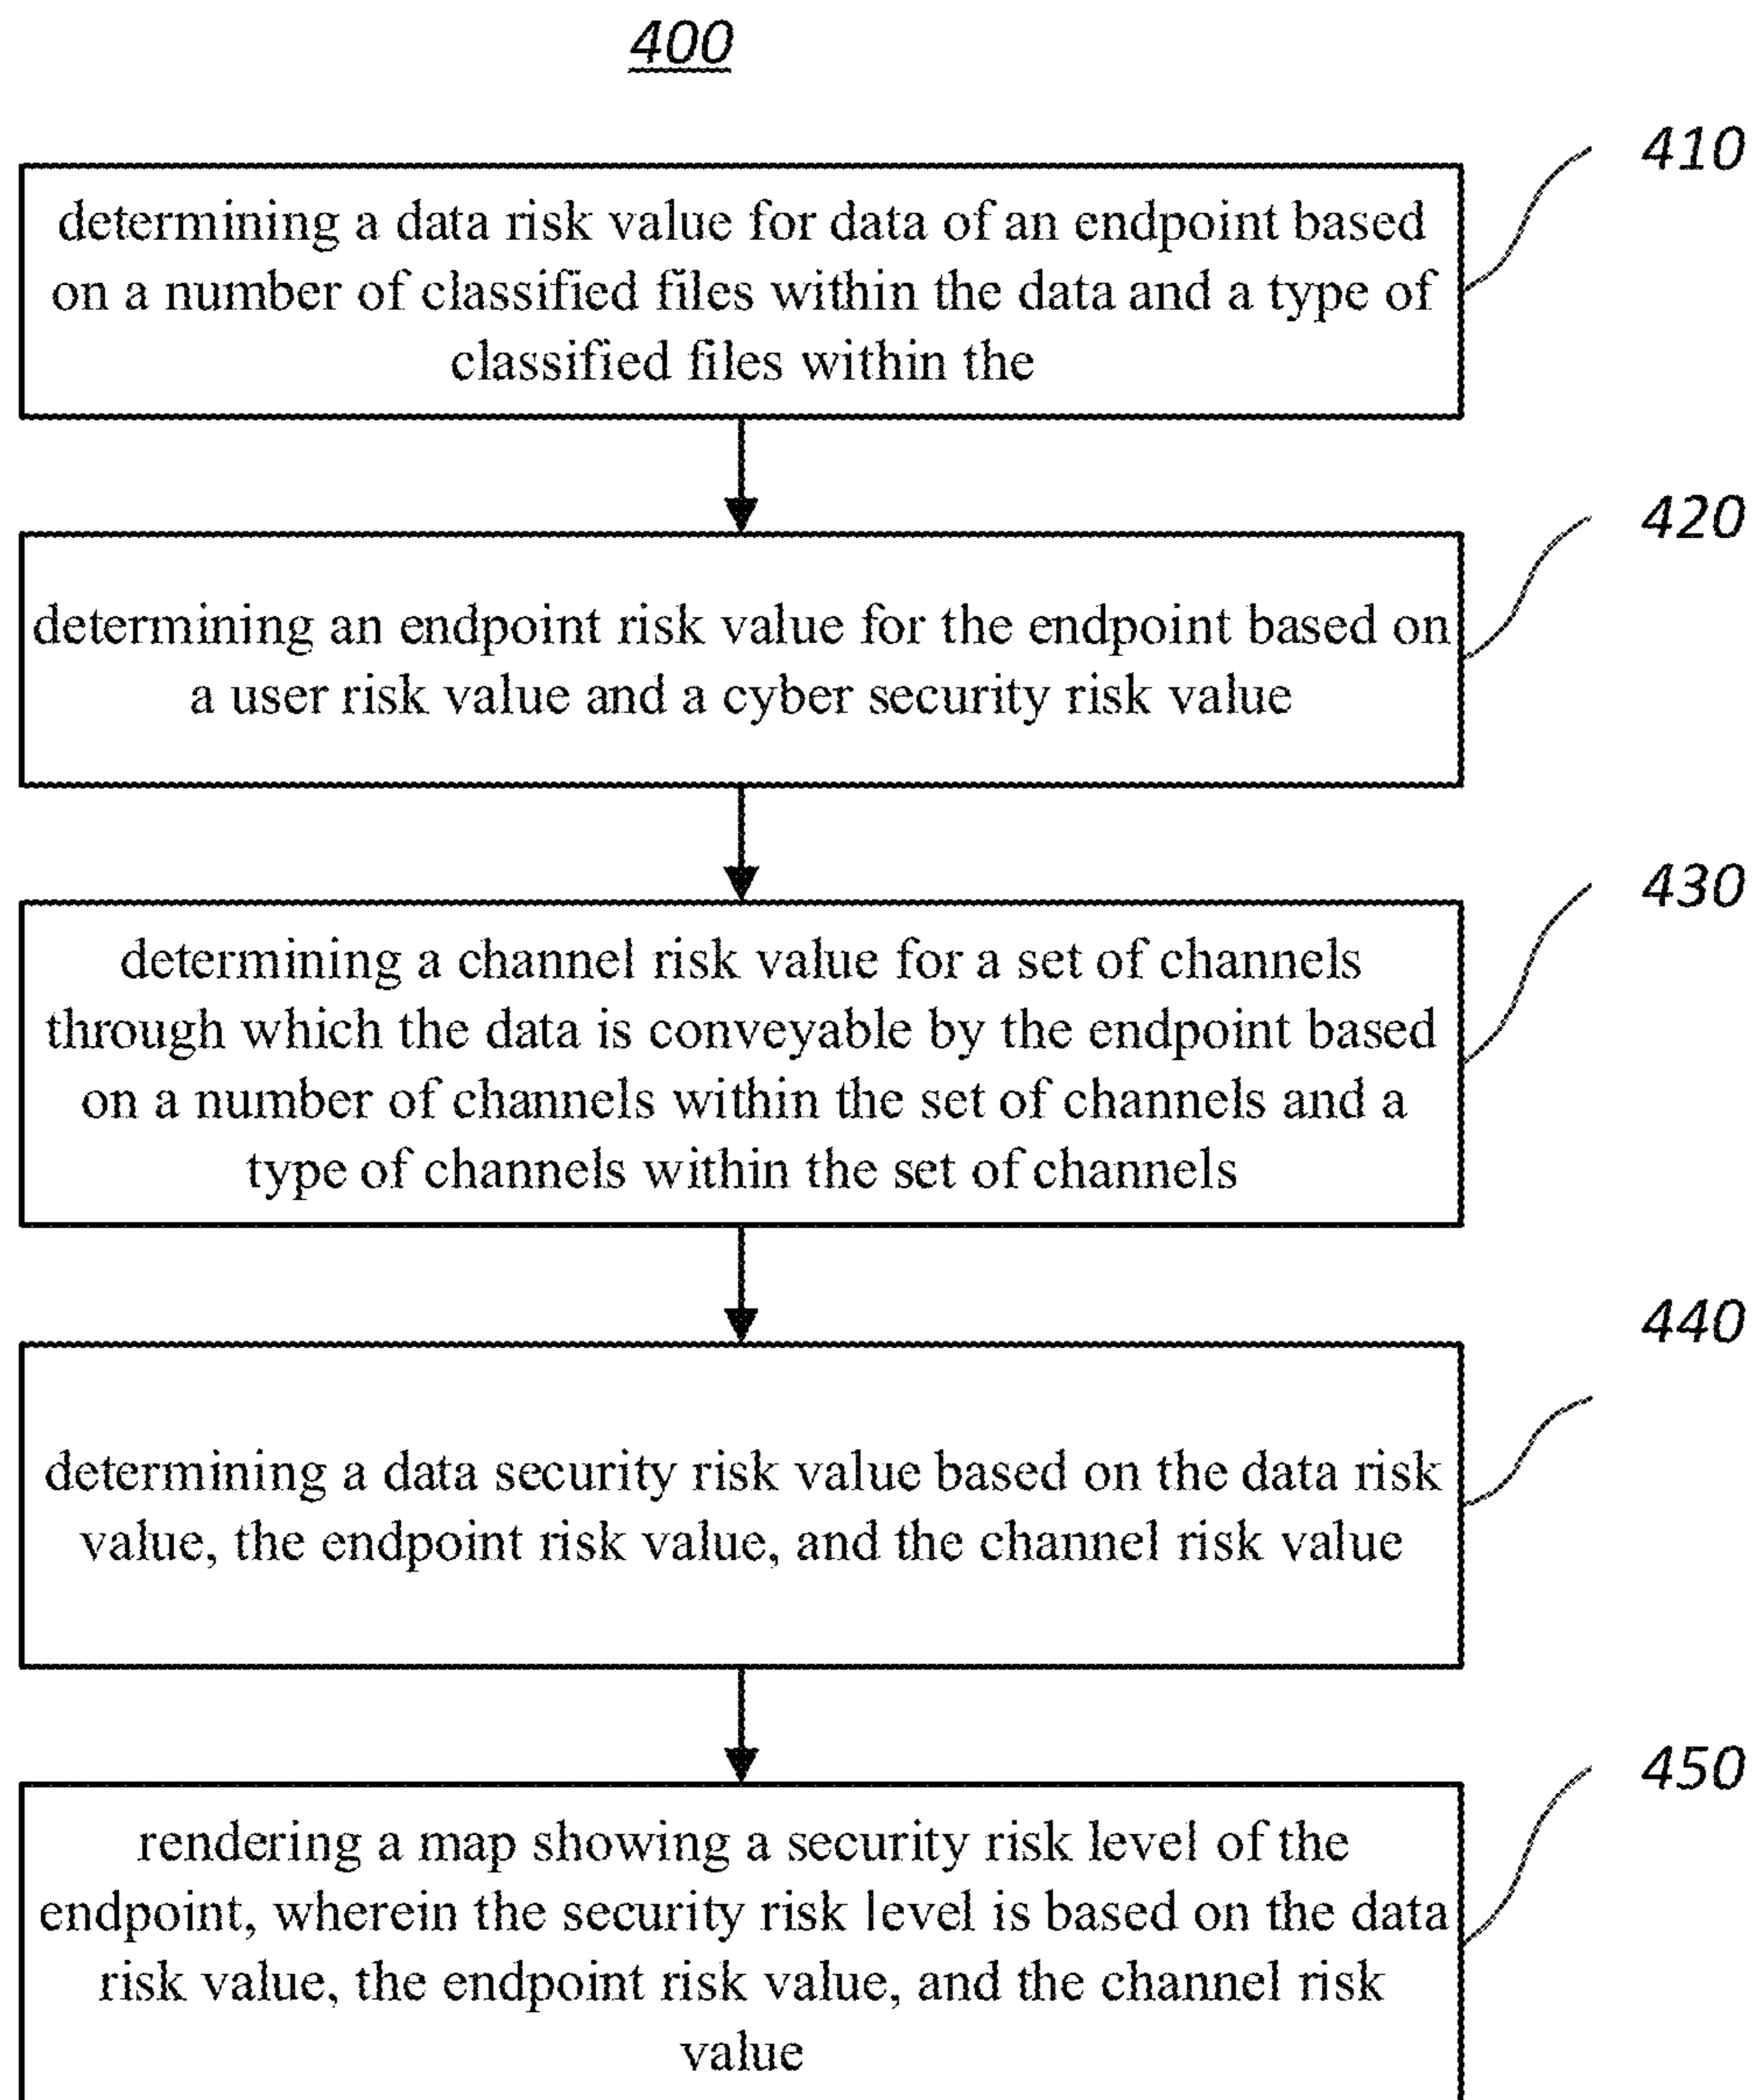 400
410
determining a data risk value for data of an endpoint based
on a number of classified files within the data and a type of
classified files within the
420
determining an endpoint risk value for the endpoint based on
a user risk value and a cyber security risk value
430
determining a channel risk value for a set of channels
through which the data is conveyable by the endpoint based
on a number of channels within the set of channels and a
type of channels within the set of channels
440
determining a data security risk value based on the data risk
value, the endpoint risk value, and the channel risk value
450
rendering a map showing a security risk level of the
endpoint, wherein the security risk level is based on the data
risk value, the endpoint risk value, and the channel risk
value